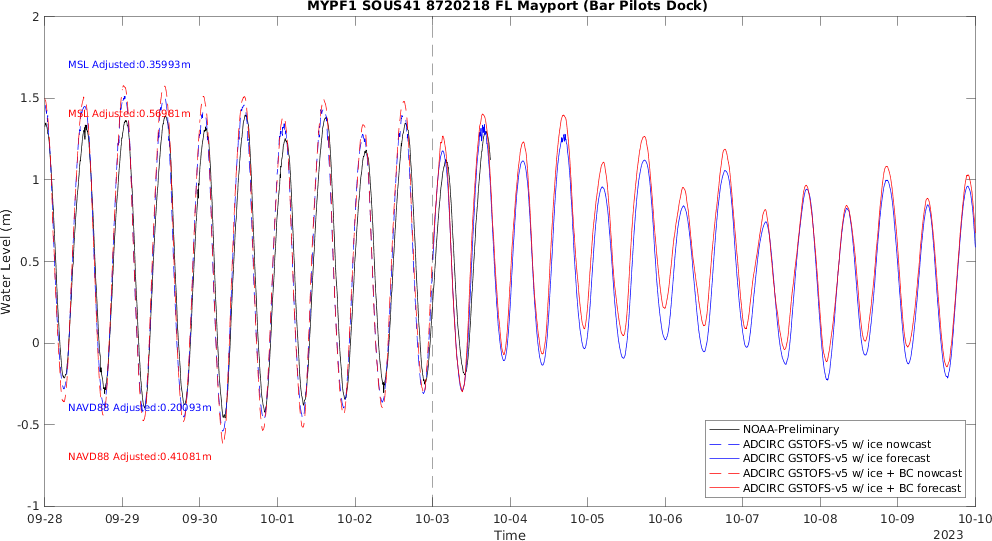 MYPF1 SOUS41 8720218 FL Mayport (Bar Pilots Dock)
2
1.5
1
0.5
0
-0.5
-1
Water Level (m)
MSL Adjusted:0.35993m
MSL Adjusted:0.56981m
NAVD88 Adjusted:0.20093m
NAVD88 Adjusted:0.41081m
NOAA-Preliminary
ADCIRC GSTOFS-v5 w/ ice nowcast
ADCIRC GSTOFS-v5 w/ ice forecast
ADCIRC GSTOFS-v5 w/ ice + BC nowcast
ADCIRC GSTOFS-v5 w/ ice + BC forecast
09-28 09-29 09-30 10-01 10-02 10-03 10-04 10-05 10-06 10-07 10-08 10-09 10-10
Time
2023